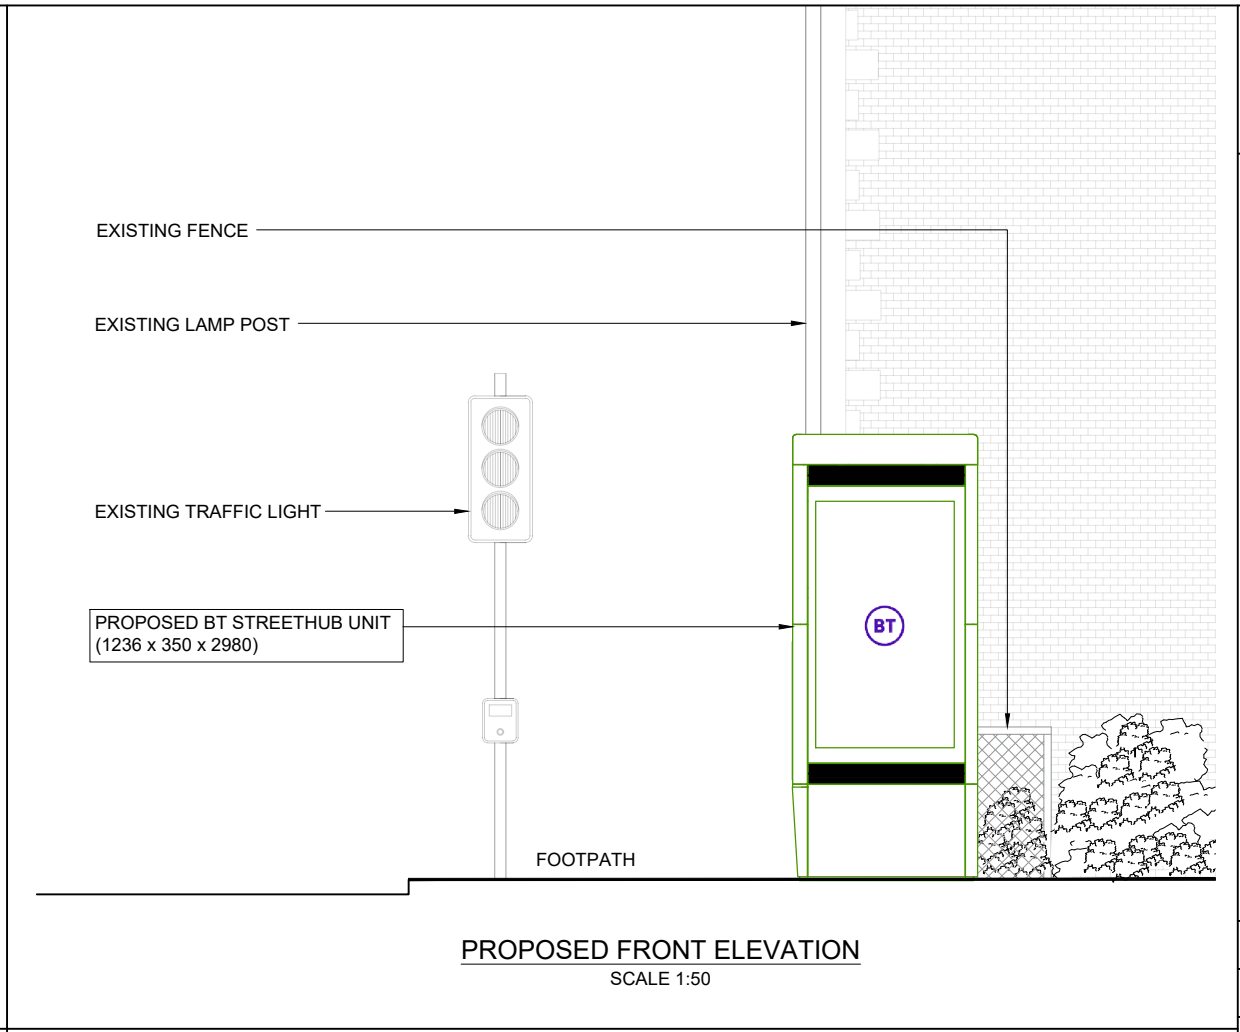 EXISTING FENCE
EXISTING LAMP POST
EXISTING TRAFFIC LIGHT
PROPOSED BT STREETHUB UNIT
(1236 x 350 x 2980)
BT
FOOTPATH
PROPOSED FRONT ELEVATION
SCALE 1:50